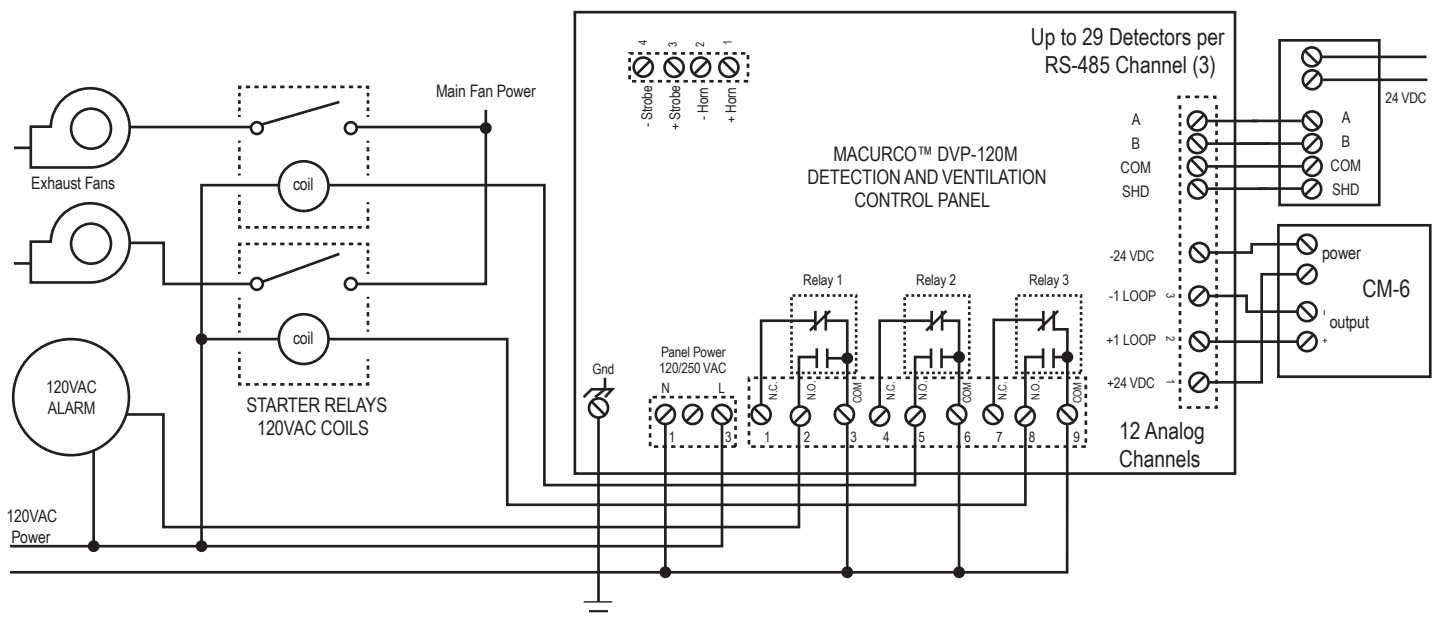 Exhaust Fans
Main Fan Power
coil
coil
STARTER RELAYS
120VAC COILS
120VAC
ALARM
120VAC
Power
4
3
2
1
- Strobe
+ Strobe
- Horn
+ Horn
Up to 29 Detectors per
RS-485 Channel (3)
MACURCO™ DVP-120M
DETECTION AND VENTILATION
CONTROL PANEL
A
B
COM
SHD
-24 VDC
-1 LOOP 3
+1 LOOP 2
+24 VDC 1
12 Analog
Channels
24 VDC
A
B
COM
SHD
power
- output
+
CM-6
Gnd
Panel Power
120/250 VAC
N L
1 3
Relay 1
Relay 2
Relay 3
N.C.
N.O.
COM
N.C.
N.O.
COM
N.C.
N.O.
COM
1 2 3 4 5 6 7 8 9